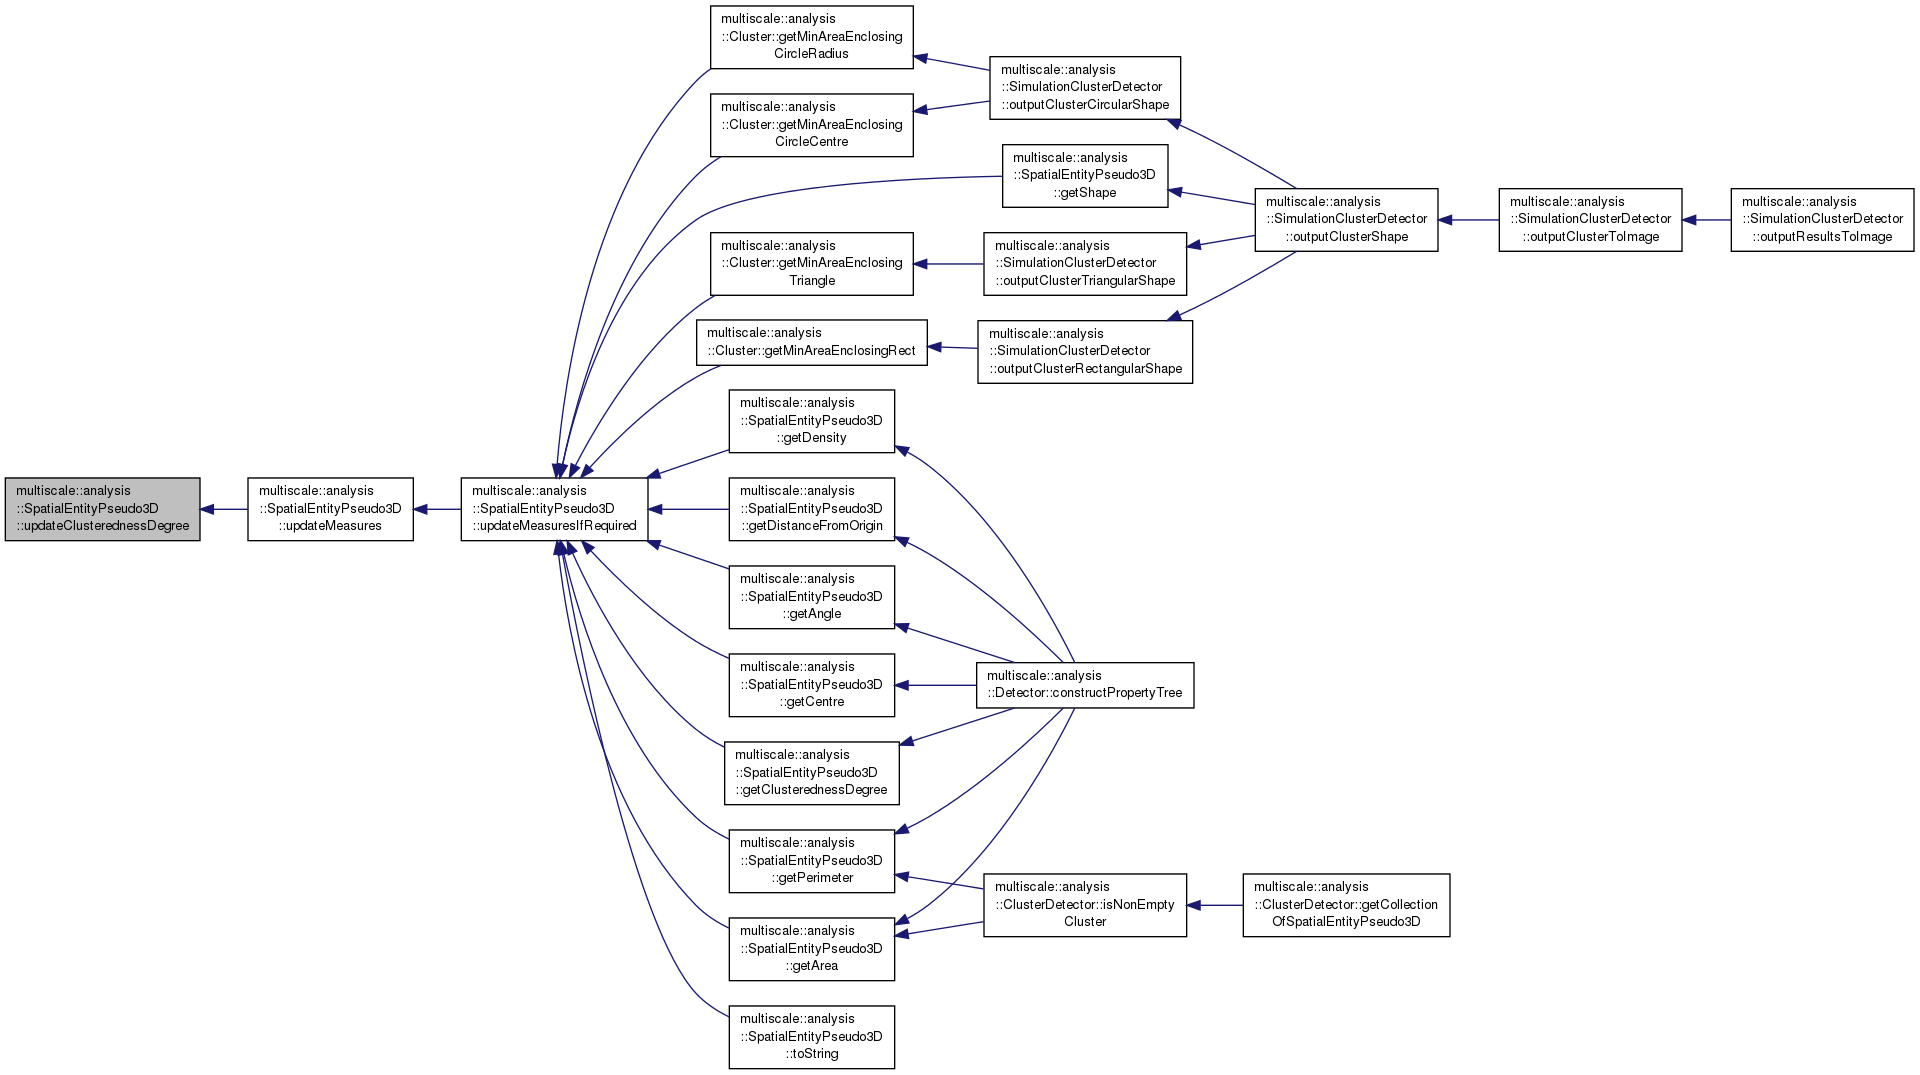 multiscale::analysis
::SpatialEntityPseudo3D
::updateClusterednessDegree
multiscale::analysis
::SpatialEntityPseudo3D
::updateMeasures
multiscale::analysis
::SpatialEntityPseudo3D
::updateMeasuresIfRequired
multiscale::analysis
::Cluster::getMinAreaEnclosing
CircleRadius
multiscale::analysis
::Cluster::getMinAreaEnclosing
CircleCentre
multiscale::analysis
::Cluster::getMinAreaEnclosing
Triangle
multiscale::analysis
::Cluster::getMinAreaEnclosingRect
multiscale::analysis
::SpatialEntityPseudo3D
::getDensity
multiscale::analysis
::SpatialEntityPseudo3D
::getDistanceFromOrigin
multiscale::analysis
::SpatialEntityPseudo3D
::getAngle
multiscale::analysis
::SpatialEntityPseudo3D
::getCentre
multiscale::analysis
::SpatialEntityPseudo3D
::getClusterednessDegree
multiscale::analysis
::SpatialEntityPseudo3D
::getPerimeter
multiscale::analysis
::SpatialEntityPseudo3D
::getArea
multiscale::analysis
::SpatialEntityPseudo3D
::toString
multiscale::analysis
::SimulationClusterDetector
::outputClusterCircularShape
multiscale::analysis
::SpatialEntityPseudo3D
::getShape
multiscale::analysis
::SimulationClusterDetector
::outputClusterTriangularShape
multiscale::analysis
::SimulationClusterDetector
::outputClusterRectangularShape
multiscale::analysis
::Detector::constructPropertyTree
multiscale::analysis
::ClusterDetector::isNonEmpty
Cluster
multiscale::analysis
::SimulationClusterDetector
::outputClusterShape
multiscale::analysis
::ClusterDetector::getCollection
OfSpatialEntityPseudo3D
multiscale::analysis
::SimulationClusterDetector
::outputClusterToImage
multiscale::analysis
::SimulationClusterDetector
::outputResultsToImage